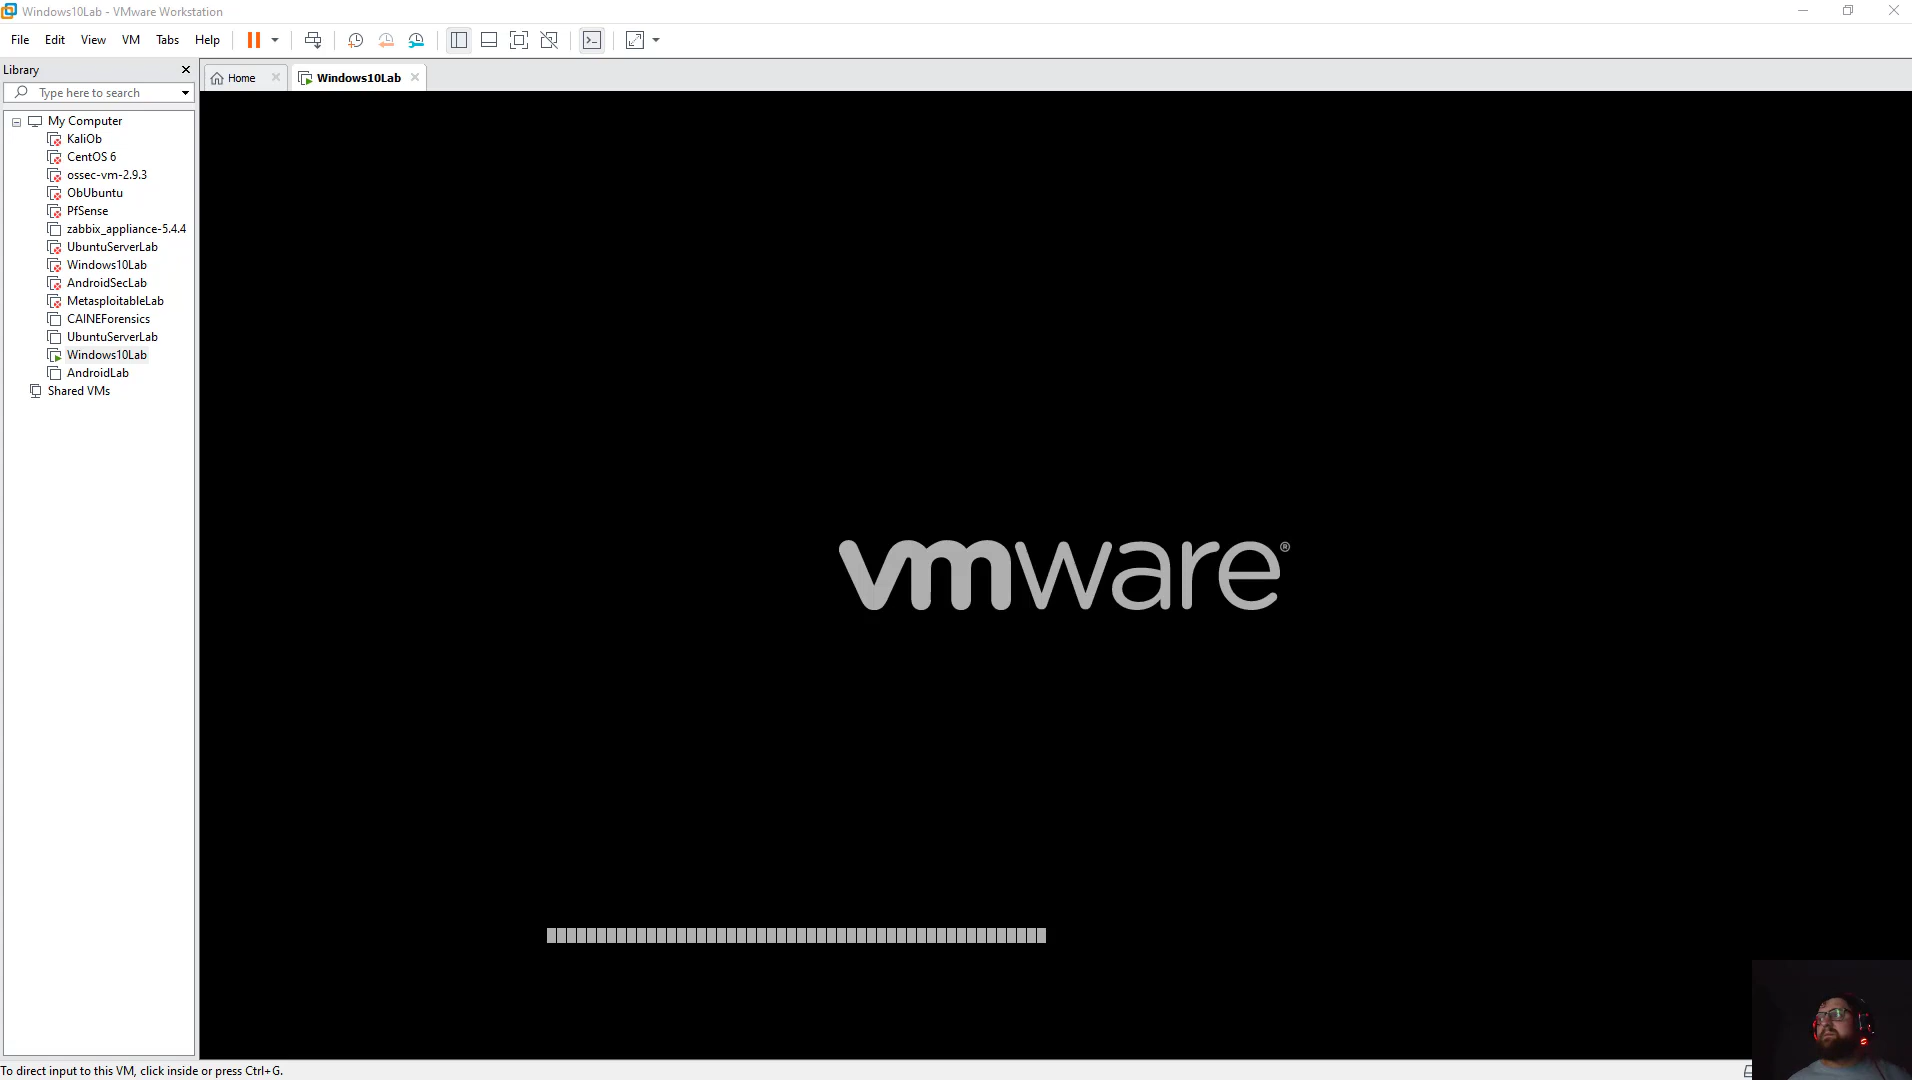 Windows10Lab - VMware Workstation
File Edit View VM Tabs Help
Library
Type here to search
Home
Windows10Lab
My Computer
KaliOb
CentOS 6
ossec-vm-2.9.3
ObUbuntu
PfSense
zabbix_appliance-5.4.4
UbuntuServerLab
Windows10Lab
AndroidSecLab
MetasploitableLab
CAINEForensics
UbuntuServerLab
Windows10Lab
AndroidLab
Shared VMs
vmware®
To direct input to this VM, click inside or press Ctrl+G.